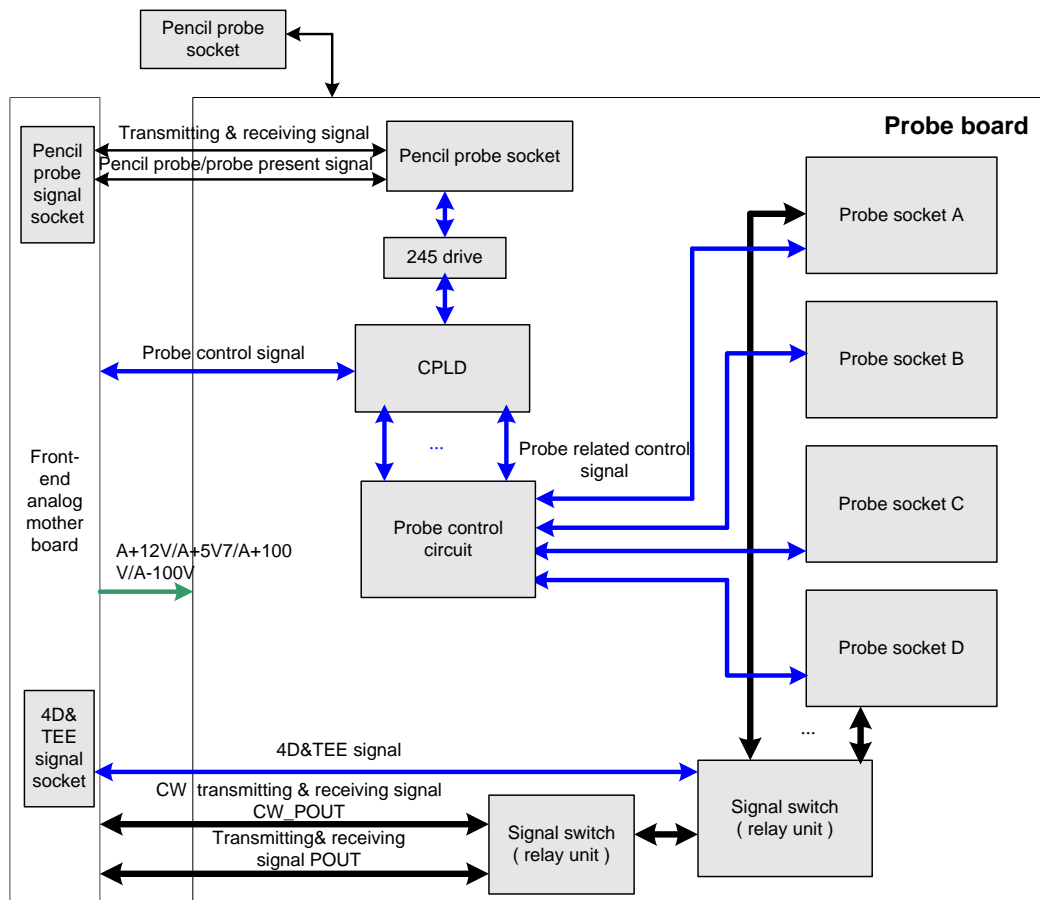 Pencil probe
socket
Probe board
Pencil
probe
signal
socket
Transmitting & receiving signal
Pencil probe/probe present signal
Pencil probe socket
245 drive
Probe control signal
CPLD
...
Probe related control
signal
Probe control
circuit
Probe socket A
Probe socket B
Probe socket C
Probe socket D
...
Front-
end
analog
mother
board
A+12V/A+5V7/A+100
V/A-100V
4D&
TEE
signal
socket
4D&TEE signal
CW transmitting & receiving signal
CW_POUT
Transmitting& receiving
signal POUT
Signal switch
( relay unit )
Signal switch
( relay unit )